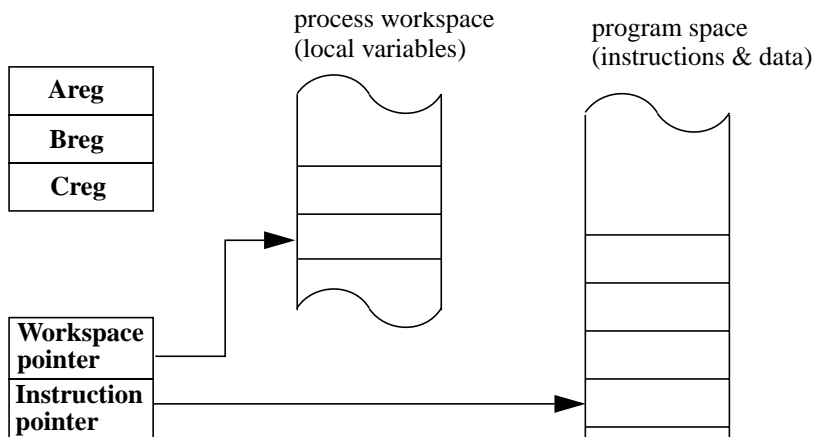 process workspace
(local variables)
program space
(instructions & data)
Areg
Breg
Creg
Workspace
pointer
Instruction
pointer